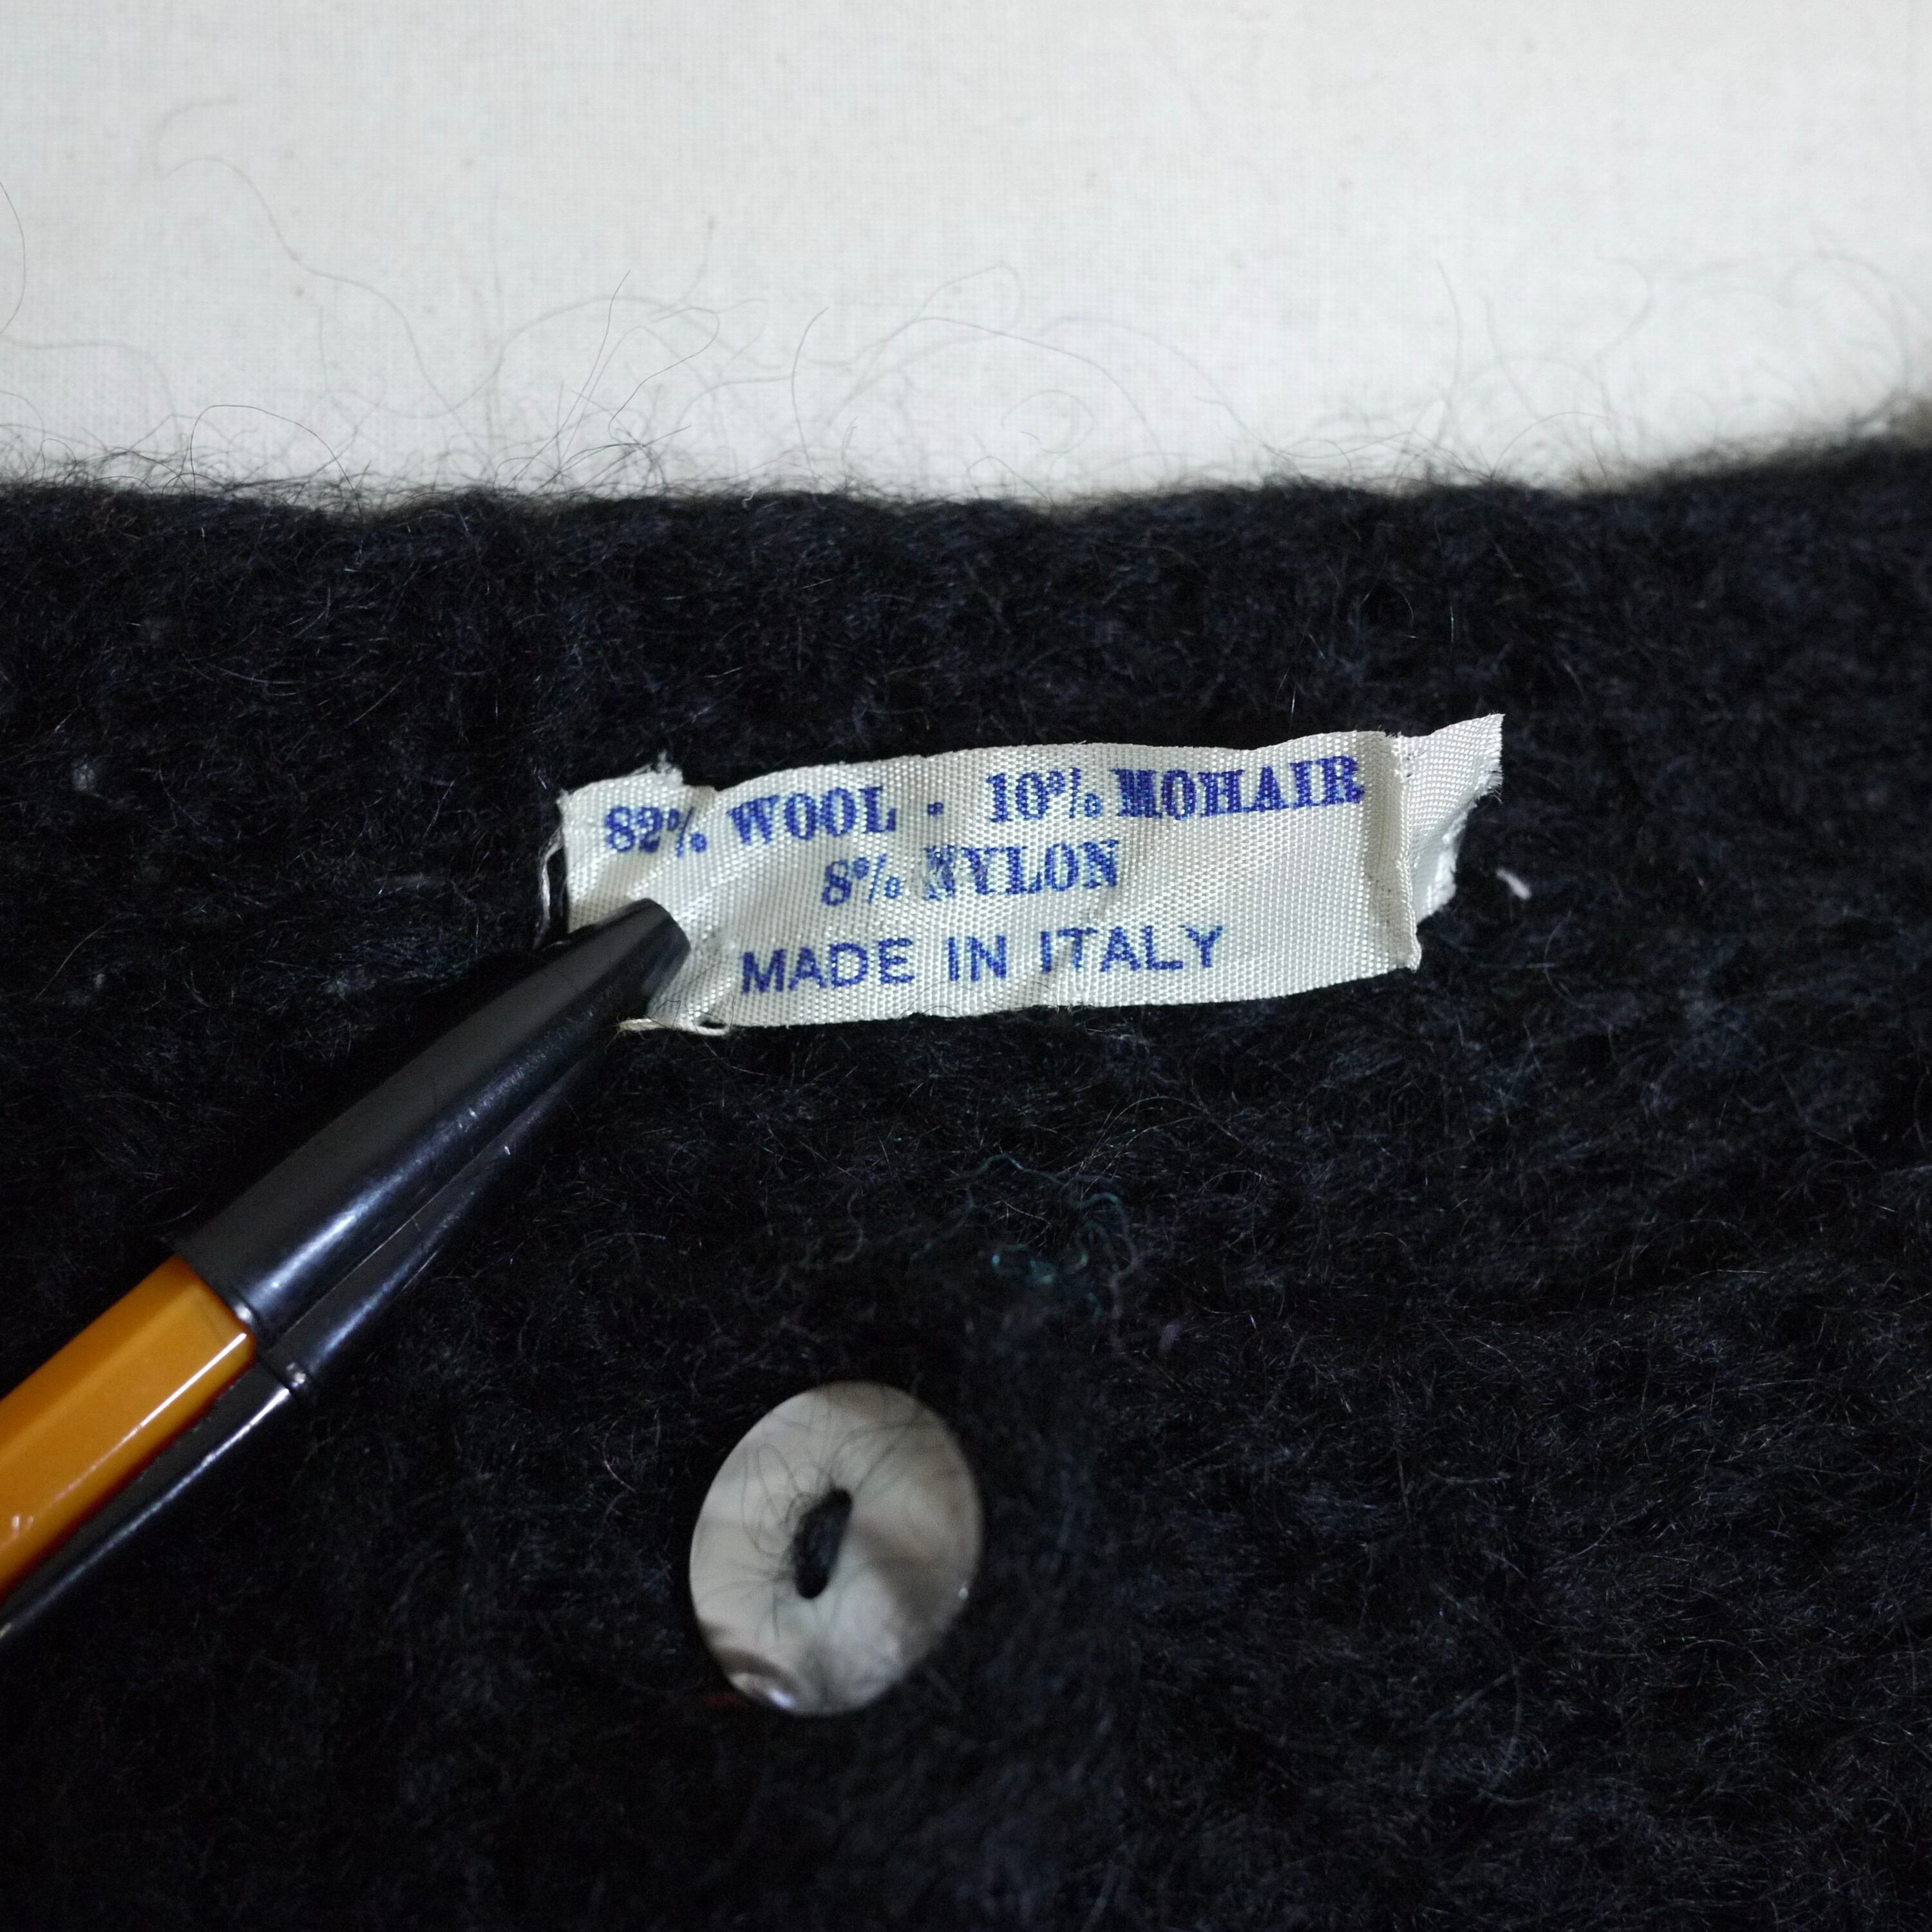 82% WOOL · 10% MOHAIR
8% NYLON
MADE IN ITALY